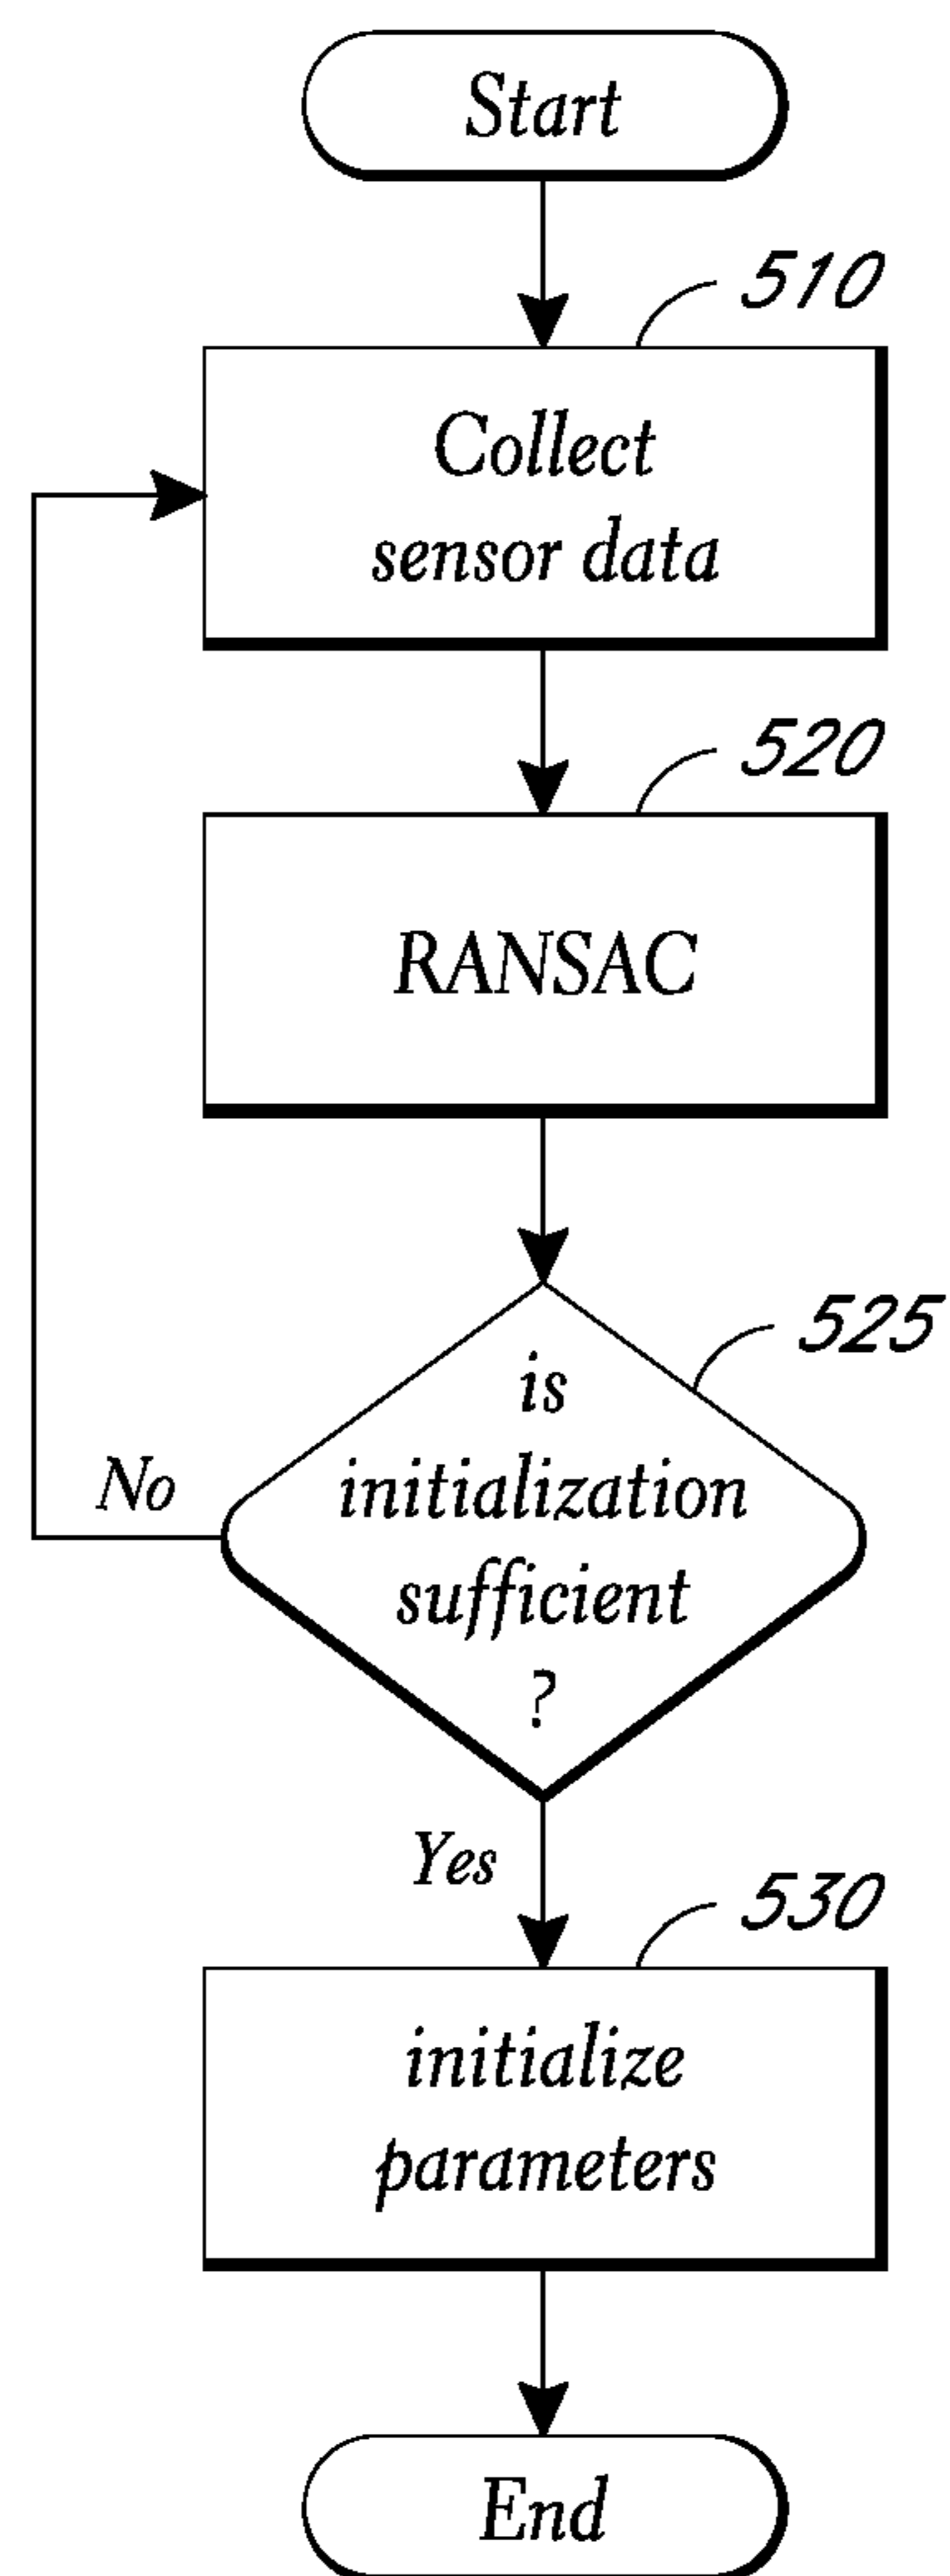 Start
510
Collect
sensor data
520
RANSAC
525
is
initialization
sufficient
?
No
Yes
530
initialize
parameters
End